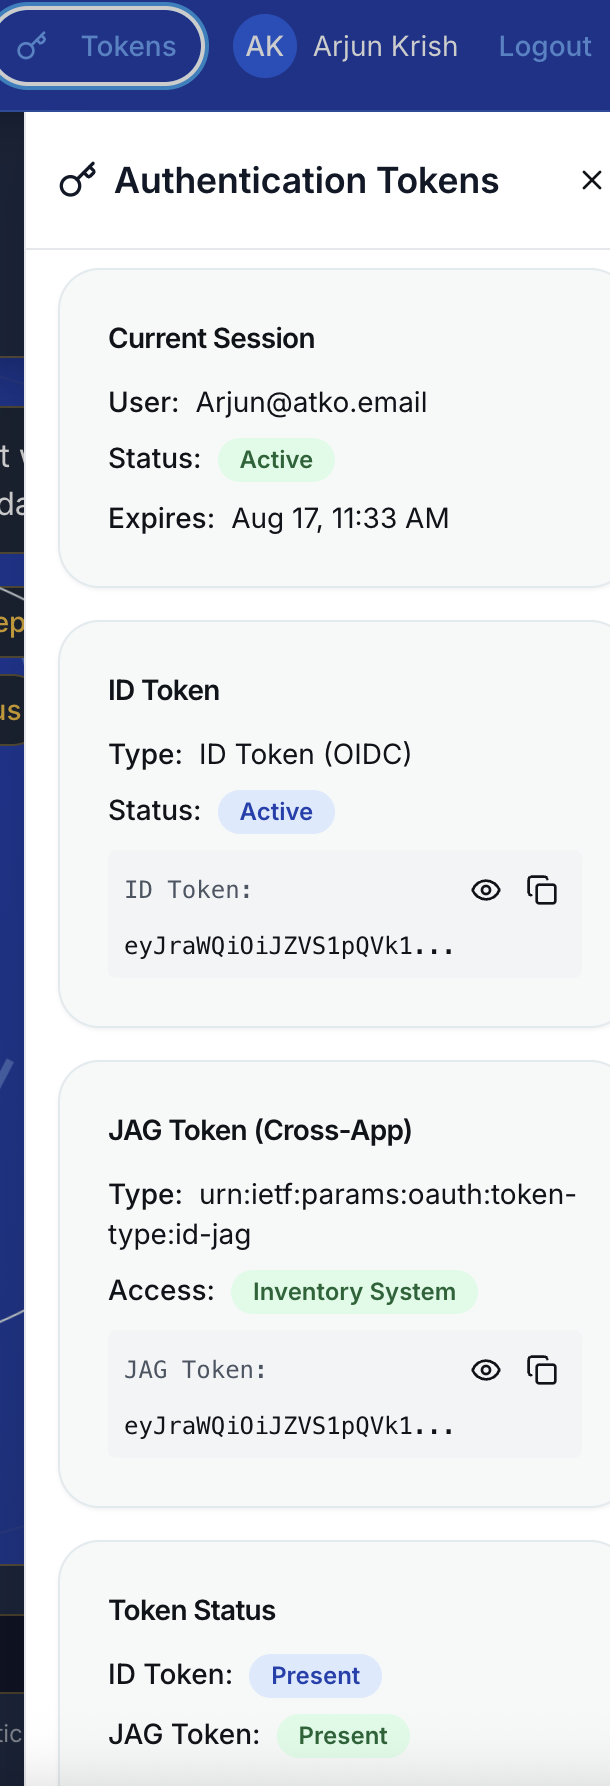 Tokens AK Arjun Krish Logout
Authentication Tokens
Current Session
User: Arjun@atko.email
Status: Active
Expires: Aug 17, 11:33 AM
ID Token
Type: ID Token (OIDC)
Status: Active
ID Token:
eyJraWQiOiJZVS1pQVk1...
JAG Token (Cross-App)
Type: urn:ietf:params:oauth:token-
type:id-jag
Access: Inventory System
JAG Token:
eyJraWQiOiJZVS1pQVk1...
Token Status
ID Token: Present
JAG Token: Present